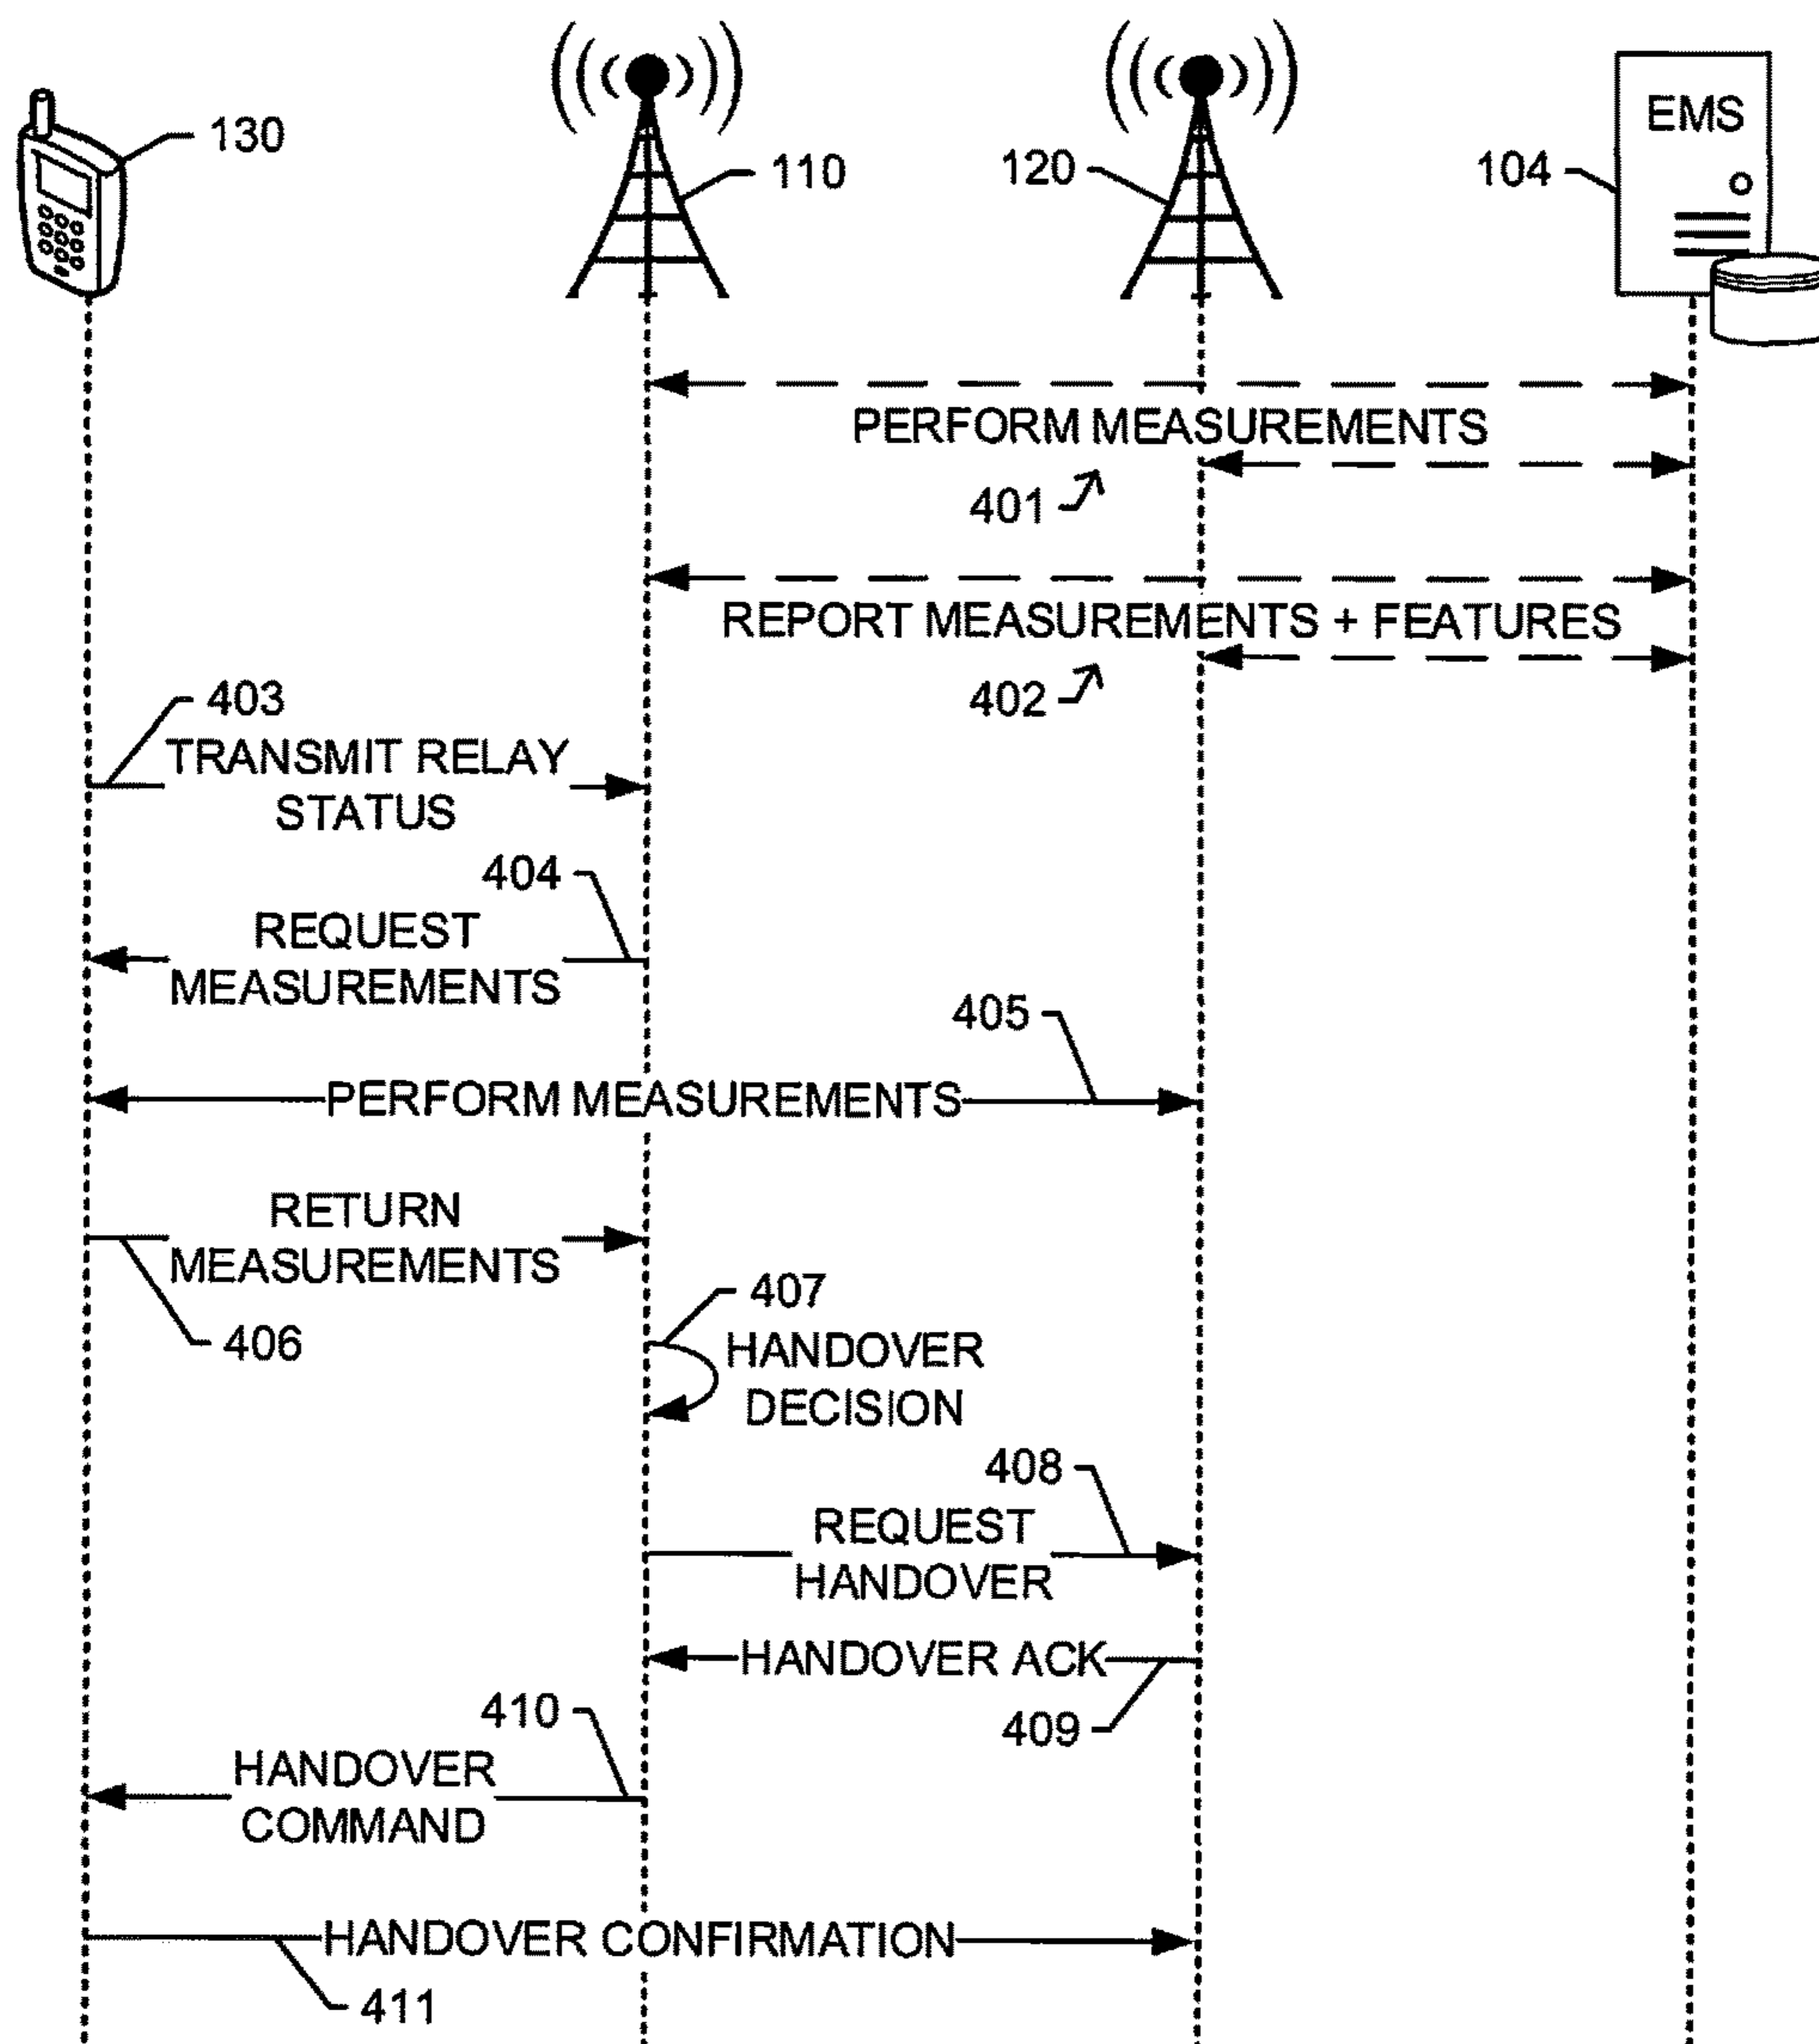 130
110
120
104
EMS
PERFORM MEASUREMENTS
401
REPORT MEASUREMENTS + FEATURES
402
403
TRANSMIT RELAY
STATUS
404
REQUEST
MEASUREMENTS
405
PERFORM MEASUREMENTS
RETURN
MEASUREMENTS
406
407
HANDOVER
DECISION
408
REQUEST
HANDOVER
HANDOVER ACK
409
410
HANDOVER
COMMAND
HANDOVER CONFIRMATION
411